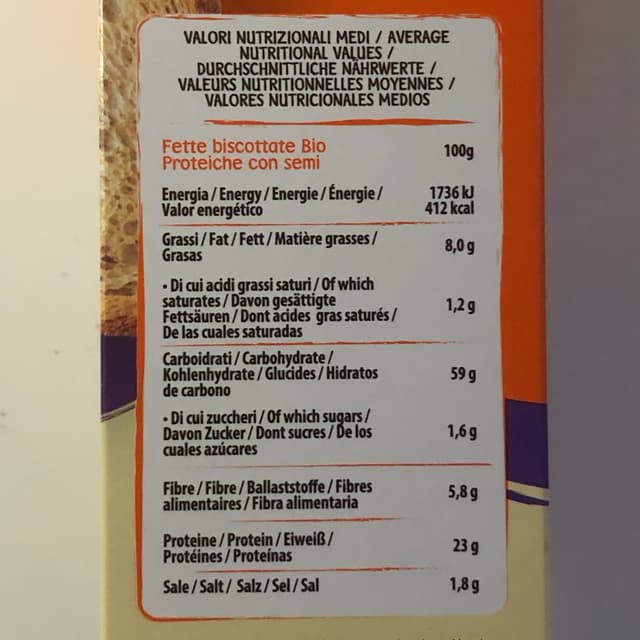 VALORI NUTRIZIONALI MEDI / AVERAGE
NUTRITIONAL VALUES /
DURCHSCHNITTLICHE NÄHRWERTE /
VALEURS NUTRITIONNELLES MOYENNES /
VALORES NUTRICIONALES MEDIOS
Fette biscottate Bio
Proteiche con semi
100g
Energia / Energy / Energie / Énergie /
Valor energético
1736 kJ
412 kcal
Grassi / Fat / Fett / Matière grasses /
Grasas
8,0 g
• Di cui acidi grassi saturi / Of which
saturates / Davon gesättigte
Fettsäuren / Dont acides gras saturés /
De las cuales saturadas
1,2 g
Carboidrati / Carbohydrate /
Kohlenhydrate / Glucides / Hidratos
de carbono
59 g
• Di cui zuccheri / Of which sugars /
Davon Zucker / Dont sucres / De los
cuales azúcares
1,6 g
Fibre / Fibre / Ballaststoffe / Fibres
alimentaires / Fibra alimentaria
5,8 g
Proteine / Protein / Eiweiß /
Protéines / Proteínas
23 g
Sale / Salt / Salz / Sel / Sal
1,8 g